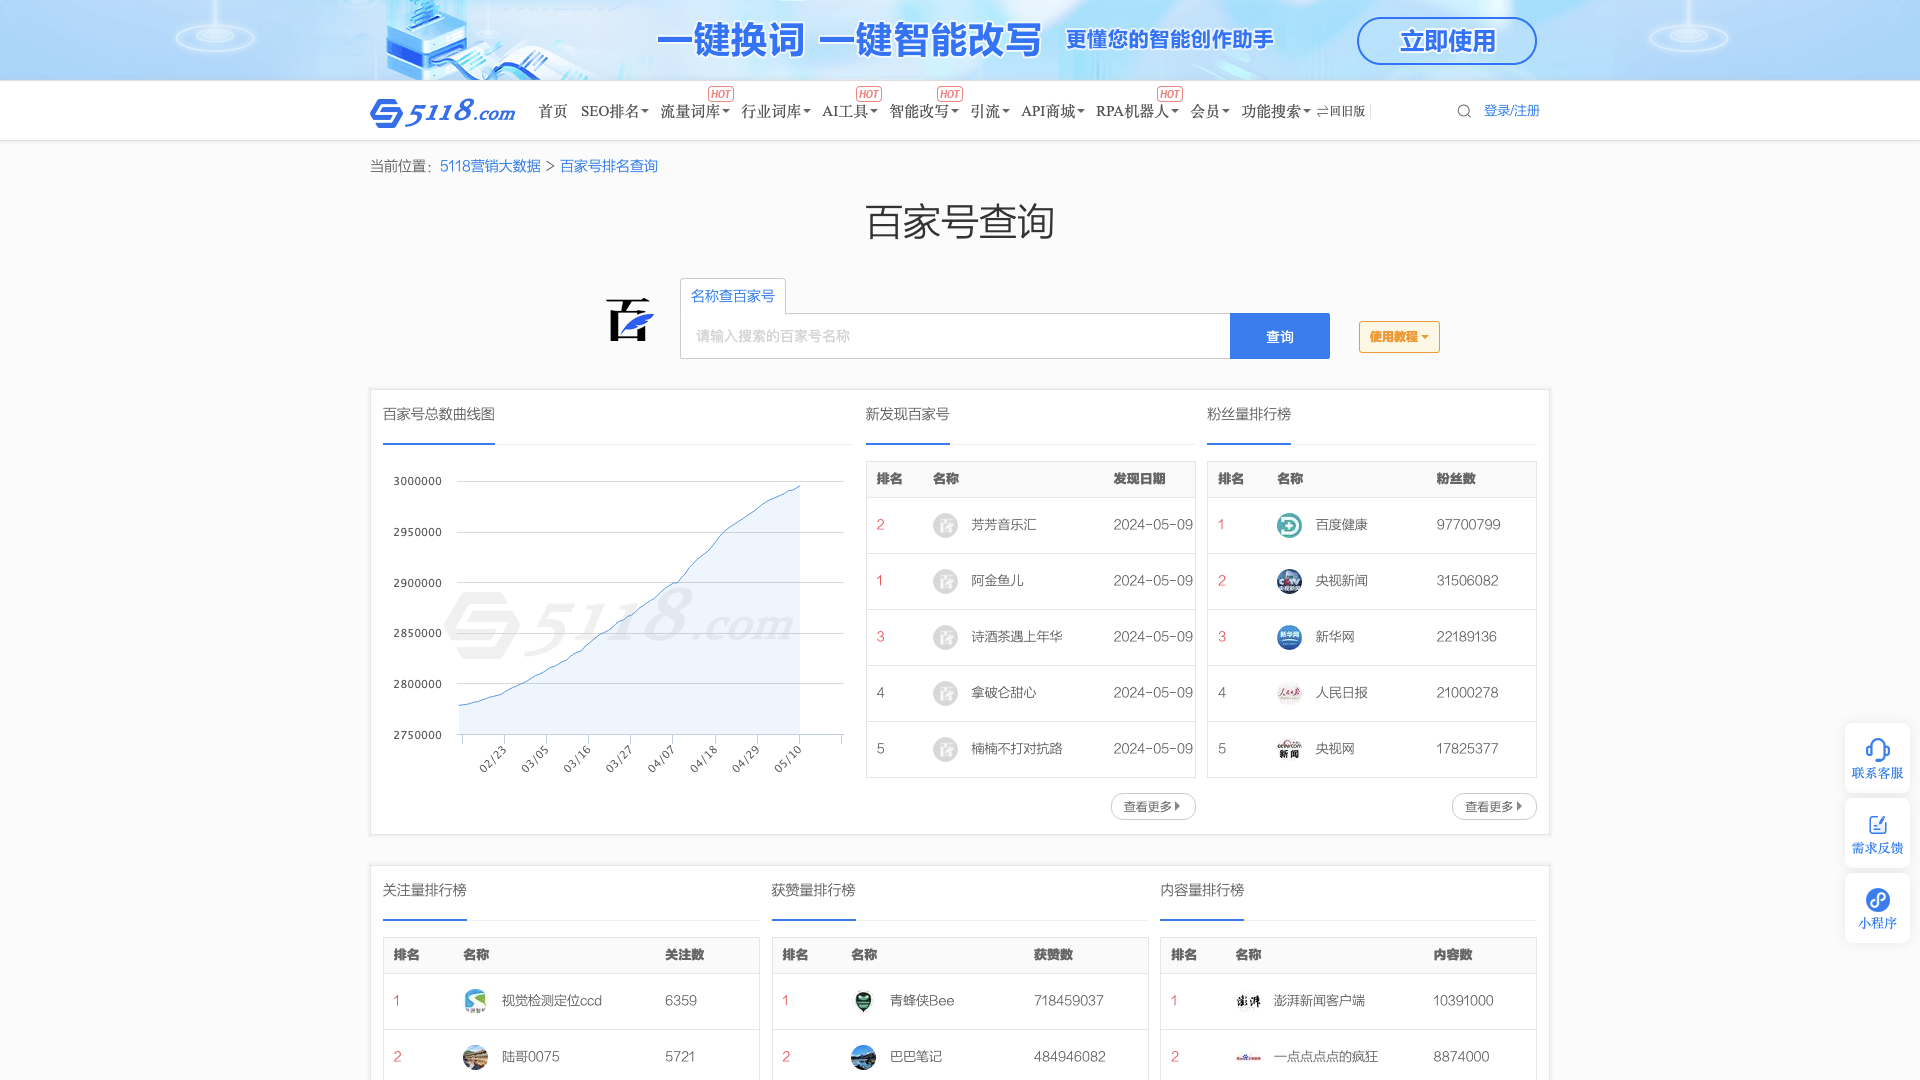 一键换词 一键智能改写 更懂您的智能创作助手 立即使用
5118.com 首页 SEO排名 流量词库 HOT 行业词库 AI工具 HOT 智能改写 HOT 引流 API商城 RPA机器人 HOT 会员 功能搜索 回旧版 登录/注册
当前位置：5118营销大数据 > 百家号排名查询
百家号查询
名称查百家号
请输入搜索的百家号名称 查询 使用教程
百家号总数曲线图
3000000
2950000
2900000
2850000
2800000
2750000
02/23 03/05 03/16 03/27 04/07 04/18 04/29 05/10
5118.com
新发现百家号
排名 名称 发现日期
2 芳芳音乐汇 2024-05-09
1 阿金鱼儿 2024-05-09
3 诗酒茶遇上年华 2024-05-09
4 拿破仑甜心 2024-05-09
5 楠楠不打对抗路 2024-05-09
查看更多
粉丝量排行榜
排名 名称 粉丝数
1 百度健康 97700799
2 央视新闻 31506082
3 新华网 22189136
4 人民日报 21000278
5 央视网 17825377
查看更多
关注量排行榜
排名 名称 关注数
1 视觉检测定位ccd 6359
2 陆哥0075 5721
获赞量排行榜
排名 名称 获赞数
1 青蜂侠Bee 718459037
2 巴巴笔记 484946082
内容量排行榜
排名 名称 内容数
1 澎湃新闻客户端 10391000
2 一点点点点的疯狂 8874000
联系客服
需求反馈
小程序